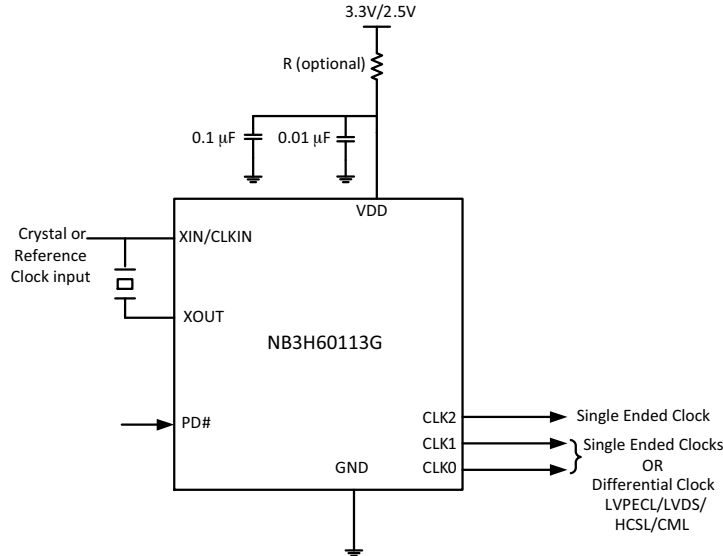 3.3V/2.5V
R (optional)
0.1 µF
0.01 µF
VDD
Crystal or
Reference
Clock input
XIN/CLKIN
XOUT
NB3H60113G
PD#
GND
CLK2
CLK1
CLK0
Single Ended Clock
Single Ended Clocks
OR
Differential Clock
LVPECL/LVDS/
HCSL/CML